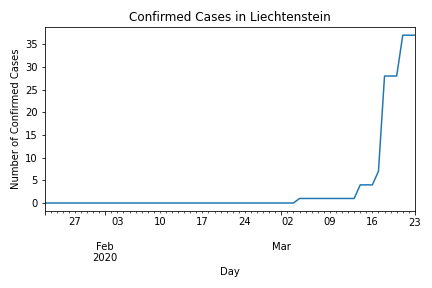 Confirmed Cases in Liechtenstein
Number of Confirmed Cases
35
30
25
20
15
10
5
0
27 03 10 17 24 02 09 16 23
Feb Mar
2020
Day